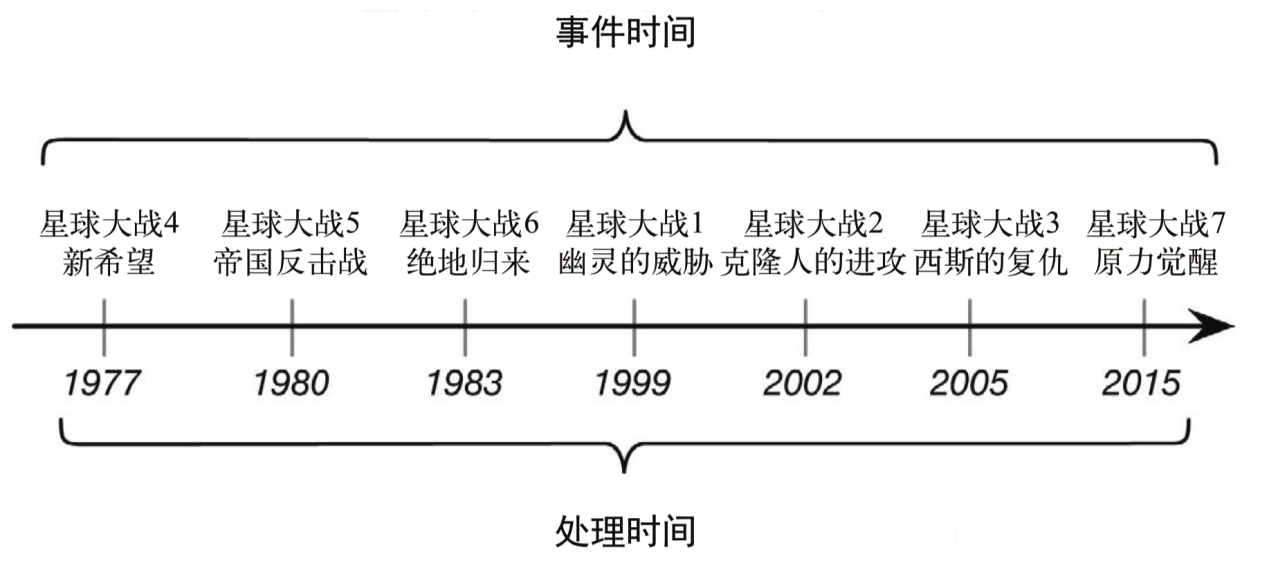 事件时间
星球大战4
新希望
星球大战5
帝国反击战
星球大战6
绝地归来
星球大战1
幽灵的威胁
星球大战2
克隆人的进攻
星球大战3
西斯的复仇
星球大战7
原力觉醒
1977
1980
1983
1999
2002
2005
2015
处理时间